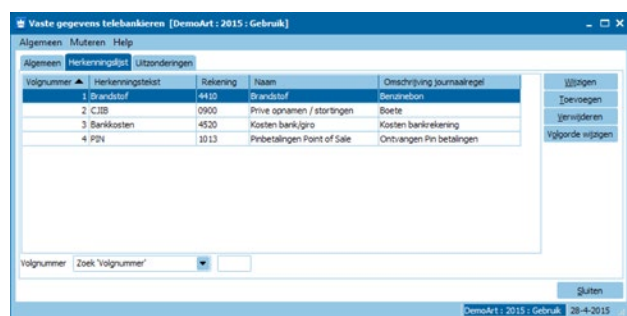 Vaste gegevens telebankieren [DemoArt : 2015 : Gebruik]
Algemeen Muteren Help
Algemeen Herkenningslijst Uitzonderingen
Volgnummer Herkenningstekst Rekening Naam Omschrijving journaalregel
1 Brandstof 4410 Brandstof Benzinebon
2 CJIB 0900 Prive opnamen / stortingen Boete
3 Bankkosten 4520 Kosten bank/giro Kosten bankrekening
4 PIN 1013 Pinbetalingen Point of Sale Ontvangen Pin betalingen
Wijzigen
Toevoegen
Verwijderen
Volgorde wijzigen
Volgnummer Zoek 'Volgnummer'
Sluiten
DemoArt : 2015 : Gebruik 28-4-2015